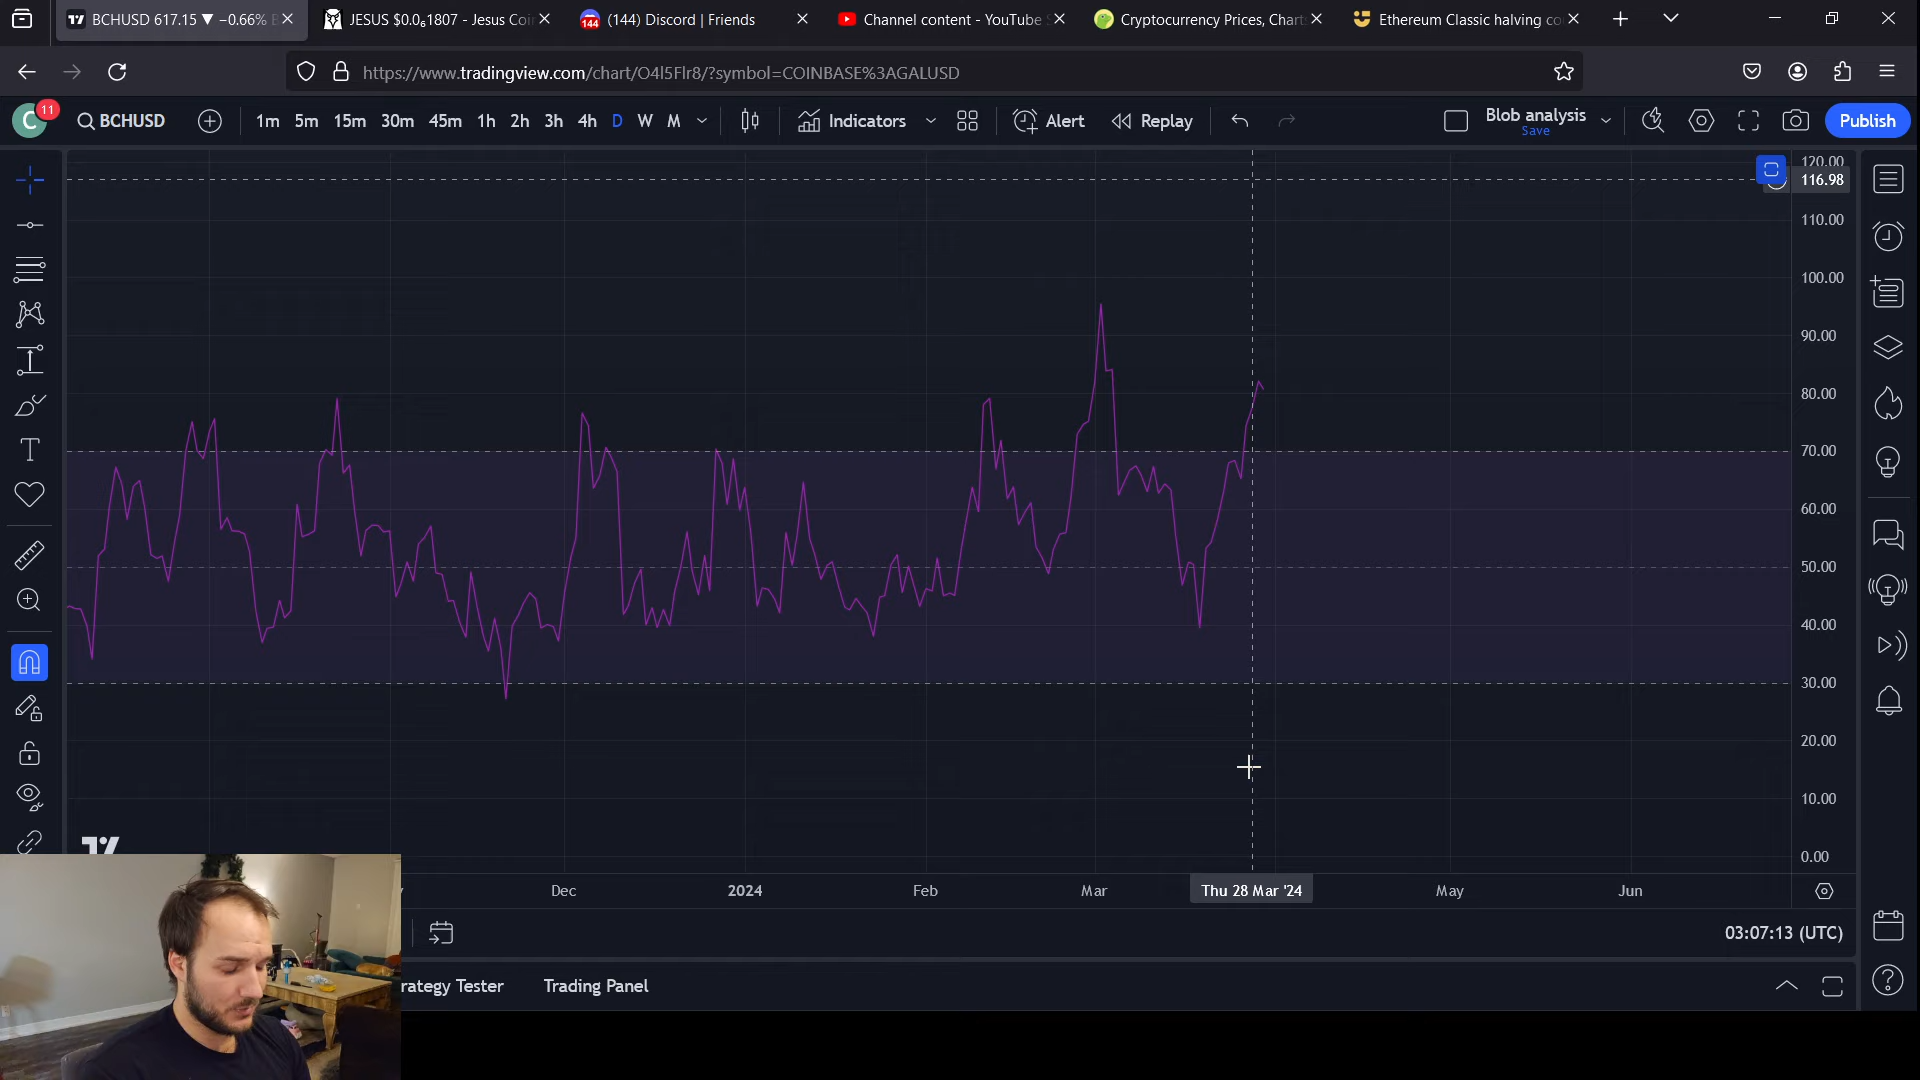 BCHUSD 617.15 ▼ −0.66%
JESUS $0.0₆1807 - Jesus Coi
144
(144) Discord | Friends
Channel content - YouTube
Cryptocurrency Prices, Chart
Ethereum Classic halving co
https://www.tradingview.com/chart/O4l5Flr8/?symbol=COINBASE%3AGALUSD
C
11
BCHUSD
1m 5m 15m 30m 45m 1h 2h 3h 4h D W M
Indicators
Alert
Replay
Blob analysis
Save
Publish
120.00
116.98
110.00
100.00
90.00
80.00
70.00
60.00
50.00
40.00
30.00
20.00
10.00
0.00
Dec 2024 Feb Mar Thu 28 Mar '24 May Jun
03:07:13 (UTC)
rategy Tester
Trading Panel